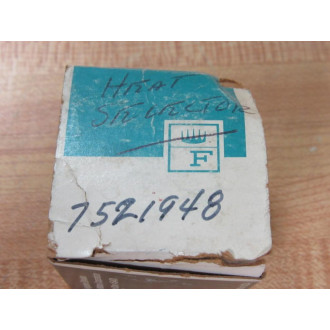 HEAT
SELECTOR
F
7521948